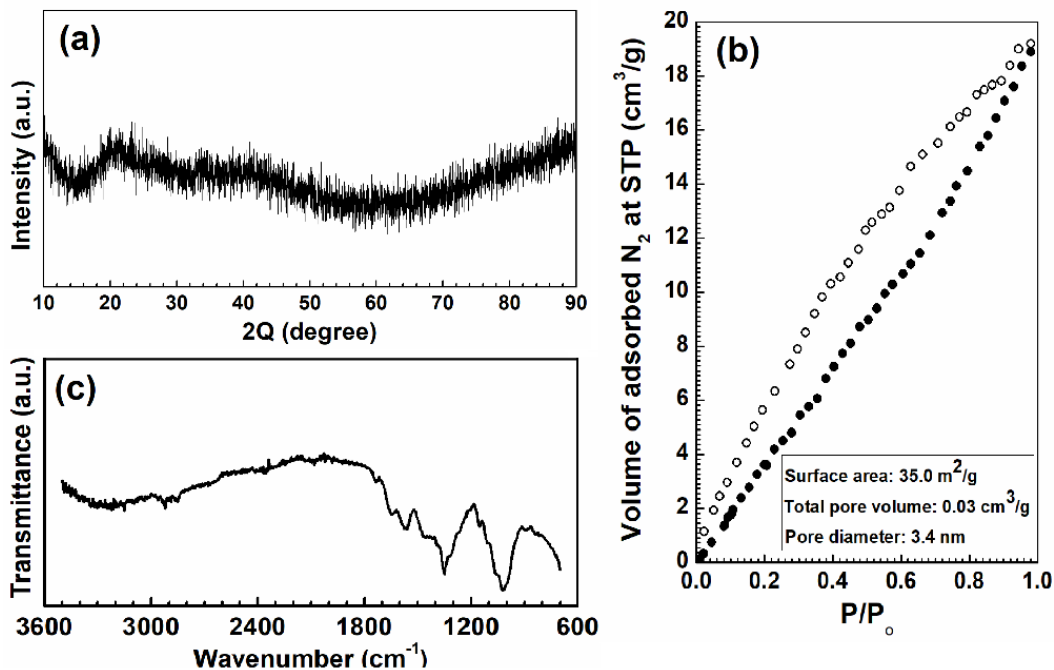 (a)
Intensity (a.u.)
10 20 30 40 50 60 70 80 90
2Q (degree)
(b)
Volume of adsorbed N₂ at STP (cm³/g)
20
18
16
14
12
10
8
6
4
2
0
Surface area: 35.0 m²/g
Total pore volume: 0.03 cm³/g
Pore diameter: 3.4 nm
0.0 0.2 0.4 0.6 0.8 1.0
P/Pₒ
(c)
Transmittance (a.u.)
3600 3000 2400 1800 1200 600
Wavenumber (cm⁻¹)